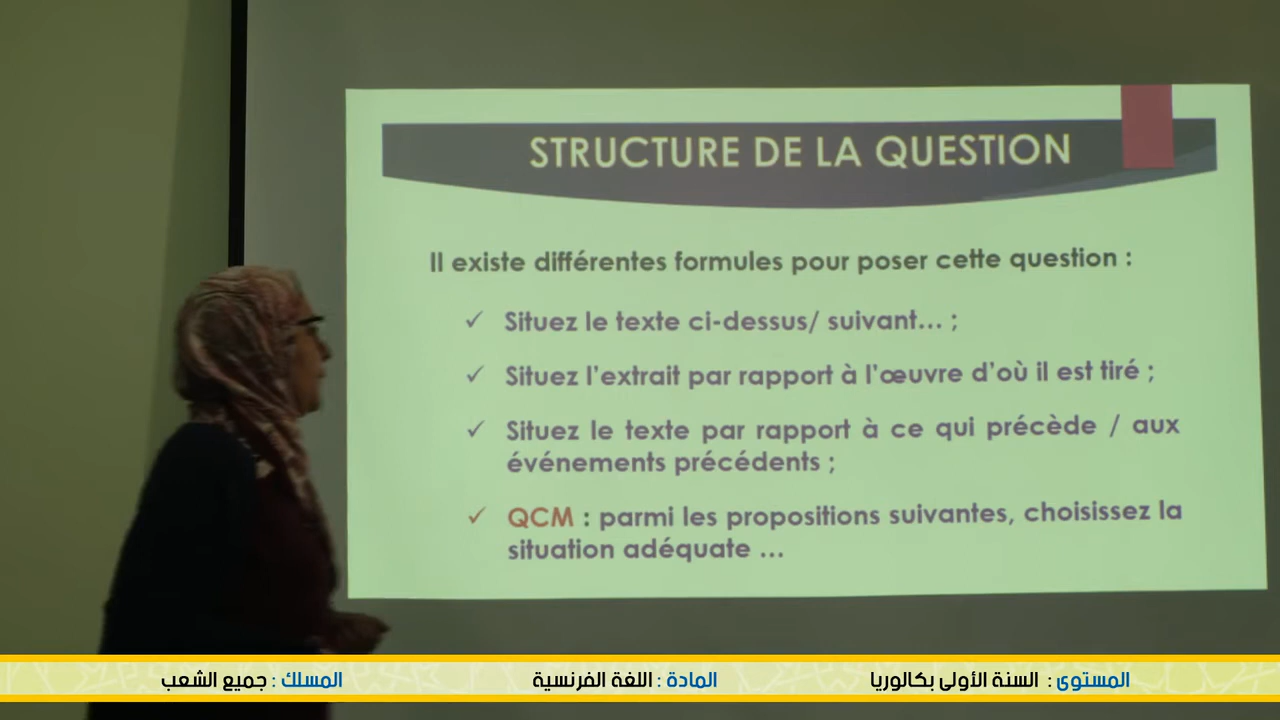 STRUCTURE DE LA QUESTION
Il existe différentes formules pour poser cette question :
✓ Situez le texte ci-dessus/ suivant... ;
✓ Situez l'extrait par rapport à l'œuvre d'où il est tiré ;
✓ Situez le texte par rapport à ce qui précède / aux
événements précédents ;
✓ QCM : parmi les propositions suivantes, choisissez la
situation adéquate ...
المستوى : السنة الأولى بكالوريا
المادة : اللغة الفرنسية
المسلك : جميع الشعب